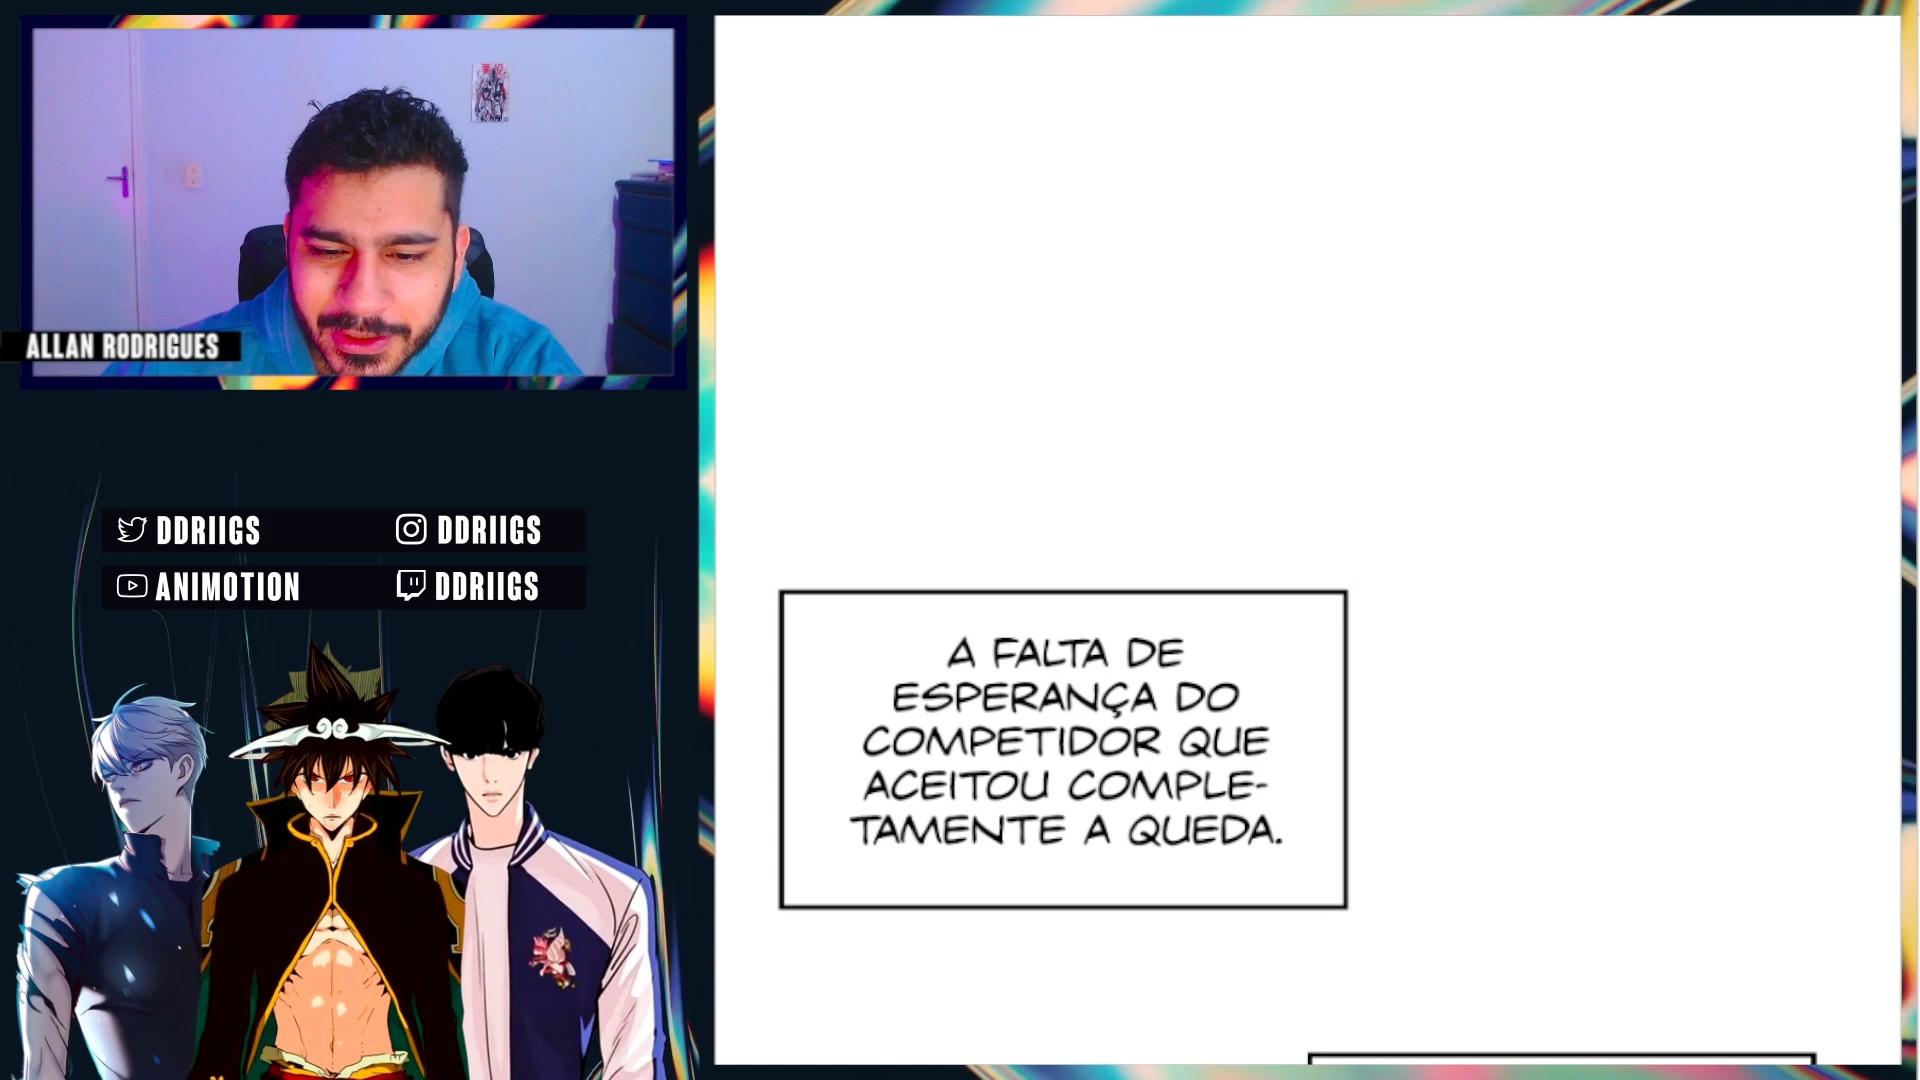 ALLAN RODRIGUES
DDRIIGS
DDRIIGS
ANIMOTION
DDRIIGS
A FALTA DE
ESPERANÇA DO
COMPETIDOR QUE
ACEITOU COMPLE-
TAMENTE A QUEDA.